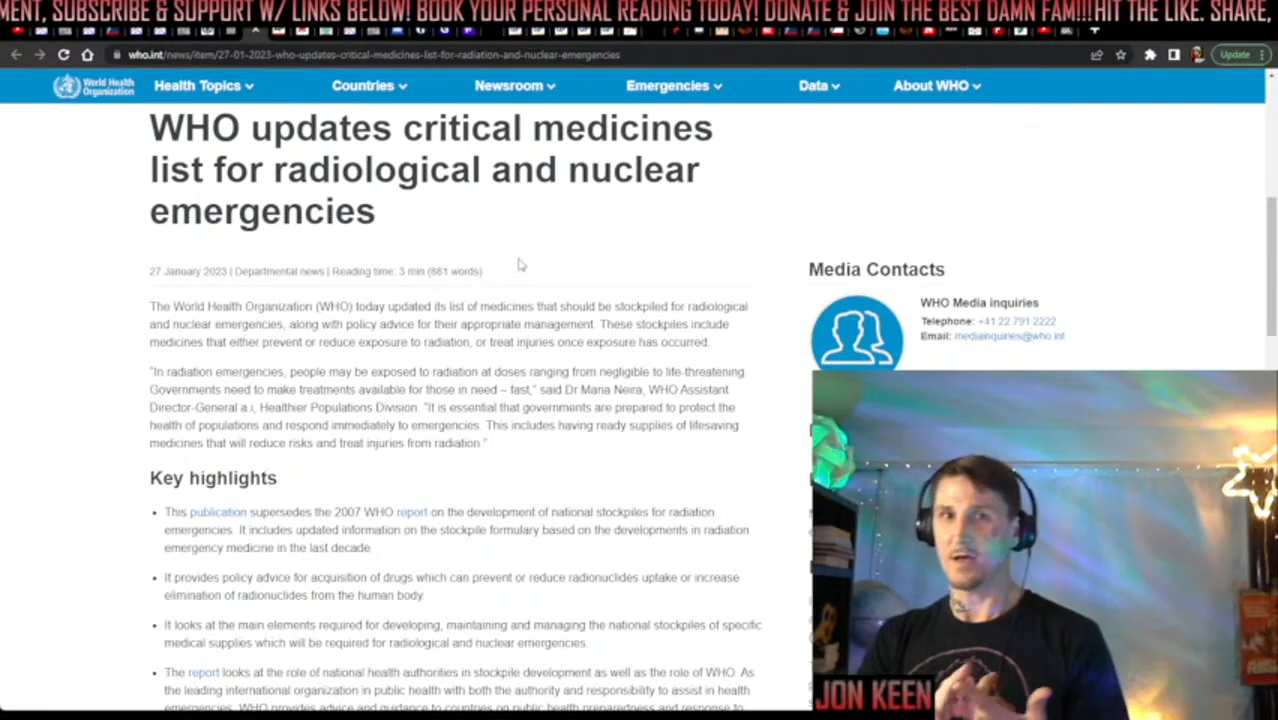 MENT, SUBSCRIBE & SUPPORT W/ LINKS BELOW! BOOK YOUR PERSONAL READING TODAY! DONATE & JOIN THE BEST DAMN FAM!!!HIT THE LIKE. SHARE,
who.int/news/item/27-01-2023-who-updates-critical-medicines-list-for-radiation-and-nuclear-emergencies
Update
World Health
Organization
Health Topics
Countries
Newsroom
Emergencies
Data
About WHO
WHO updates critical medicines
list for radiological and nuclear
emergencies
27 January 2023 | Departmental news | Reading time: 3 min (881 words)
The World Health Organization (WHO) today updated its list of medicines that should be stockpiled for radiological
and nuclear emergencies, along with policy advice for their appropriate management. These stockpiles include
medicines that either prevent or reduce exposure to radiation, or treat injuries once exposure has occurred.
"In radiation emergencies, people may be exposed to radiation at doses ranging from negligible to life-threatening.
Governments need to make treatments available for those in need – fast," said Dr Maria Neira, WHO Assistant
Director-General a.i, Healthier Populations Division. "It is essential that governments are prepared to protect the
health of populations and respond immediately to emergencies. This includes having ready supplies of lifesaving
medicines that will reduce risks and treat injuries from radiation."
Key highlights
• This publication supersedes the 2007 WHO report on the development of national stockpiles for radiation
emergencies. It includes updated information on the stockpile formulary based on the developments in radiation
emergency medicine in the last decade.
• It provides policy advice for acquisition of drugs which can prevent or reduce radionuclides uptake or increase
elimination of radionuclides from the human body.
• It looks at the main elements required for developing, maintaining and managing the national stockpiles of specific
medical supplies which will be required for radiological and nuclear emergencies.
• The report looks at the role of national health authorities in stockpile development as well as the role of WHO. As
the leading international organization in public health with both the authority and responsibility to assist in health
emergencies, WHO provides advice and guidance to countries on public health preparedness and response to
Media Contacts
WHO Media inquiries
Telephone: +41 22 791 2222
Email: mediainquiries@who.int
JON KEEN